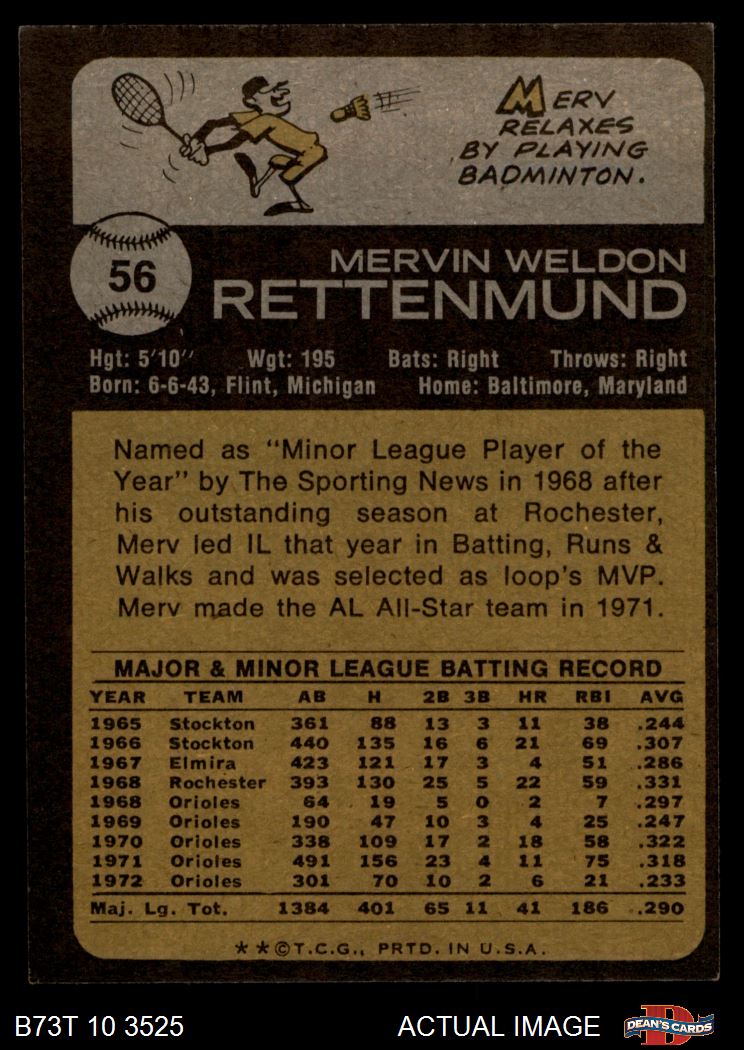 MERV
RELAXES
BY PLAYING
BADMINTON.
56
MERVIN WELDON
RETTENMUND
Hgt: 5'10" Wgt: 195 Bats: Right Throws: Right
Born: 6-6-43, Flint, Michigan Home: Baltimore, Maryland
Named as "Minor League Player of the
Year" by The Sporting News in 1968 after
his outstanding season at Rochester,
Merv led IL that year in Batting, Runs &
Walks and was selected as loop's MVP.
Merv made the AL All-Star team in 1971.
MAJOR & MINOR LEAGUE BATTING RECORD
YEAR TEAM AB H 2B 3B HR RBI AVG
1965 Stockton 361 88 13 3 11 38 .244
1966 Stockton 440 135 16 6 21 69 .307
1967 Elmira 423 121 17 3 4 51 .286
1968 Rochester 393 130 25 5 22 59 .331
1968 Orioles 64 19 5 0 2 7 .297
1969 Orioles 190 47 10 3 4 25 .247
1970 Orioles 338 109 17 2 18 58 .322
1971 Orioles 491 156 23 4 11 75 .318
1972 Orioles 301 70 10 2 6 21 .233
Maj. Lg. Tot. 1384 401 65 11 41 186 .290
**©T.C.G., PRTD. IN U.S.A.
B73T 10 3525 ACTUAL IMAGE D DEAN'S CARDS